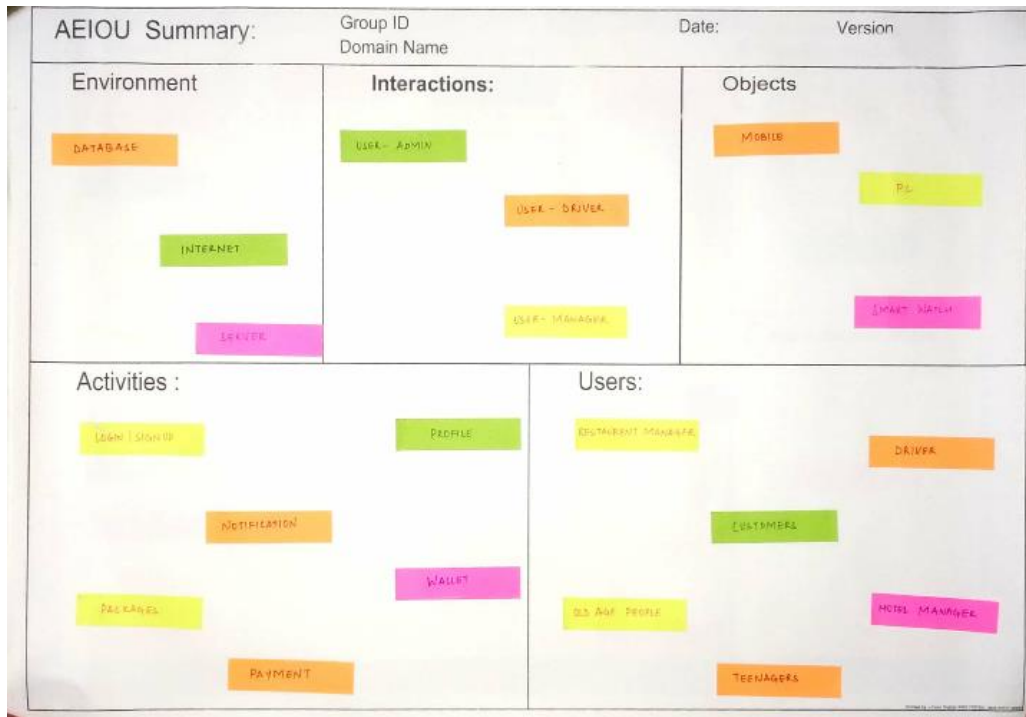 AEIOU Summary:
Group ID
Domain Name
Date:
Version
Environment
DATABASE
INTERNET
SERVER
Interactions:
USER- ADMIN
USER - DRIVER
USER- MANAGER
Objects
MOBILE
PC
SMART WATCH
Activities :
LOGIN | SIGNUP
PROFILE
NOTIFICATION
WALLET
PACKAGES
PAYMENT
Users:
RESTAURENT MANAGER
DRIVER
CUSTOMERS
OLD AGE PEOPLE
HOTEL MANAGER
TEENAGERS